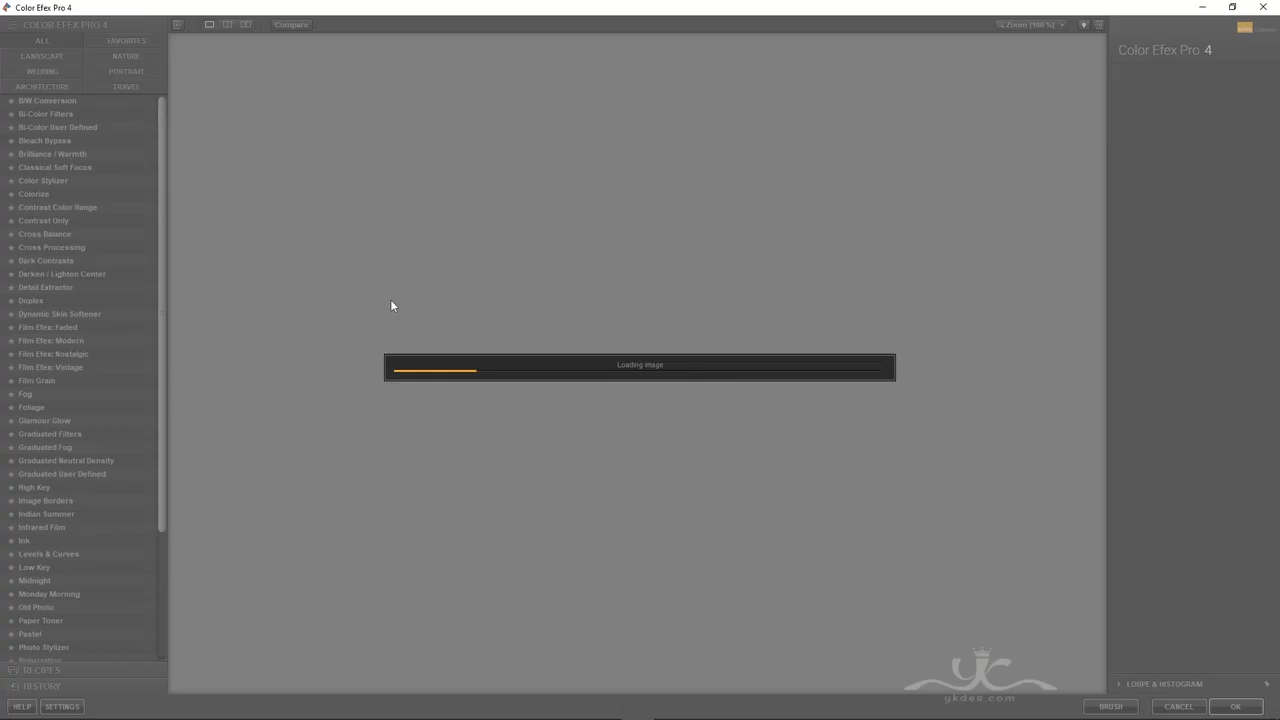 Color Efex Pro 4
COLOR EFEX PRO 4
Compare
Zoom (100 %)
ALL
FAVORITES
LANDSCAPE
NATURE
WEDDING
PORTRAIT
ARCHITECTURE
TRAVEL
B/W Conversion
Bi-Color Filters
Bi-Color User Defined
Bleach Bypass
Brilliance / Warmth
Classical Soft Focus
Color Stylizer
Colorize
Contrast Color Range
Contrast Only
Cross Balance
Cross Processing
Dark Contrasts
Darken / Lighten Center
Detail Extractor
Duplex
Dynamic Skin Softener
Film Efex: Faded
Film Efex: Modern
Film Efex: Nostalgic
Film Efex: Vintage
Film Grain
Fog
Foliage
Glamour Glow
Graduated Filters
Graduated Fog
Graduated Neutral Density
Graduated User Defined
High Key
Image Borders
Indian Summer
Infrared Film
Ink
Levels & Curves
Low Key
Midnight
Monday Morning
Old Photo
Paper Toner
Pastel
Photo Stylizer
Polarization
RECIPES
HISTORY
HELP
SETTINGS
Loading image
Color Efex Pro 4
LOUPE & HISTOGRAM
ykdes.com
BRUSH
CANCEL
OK